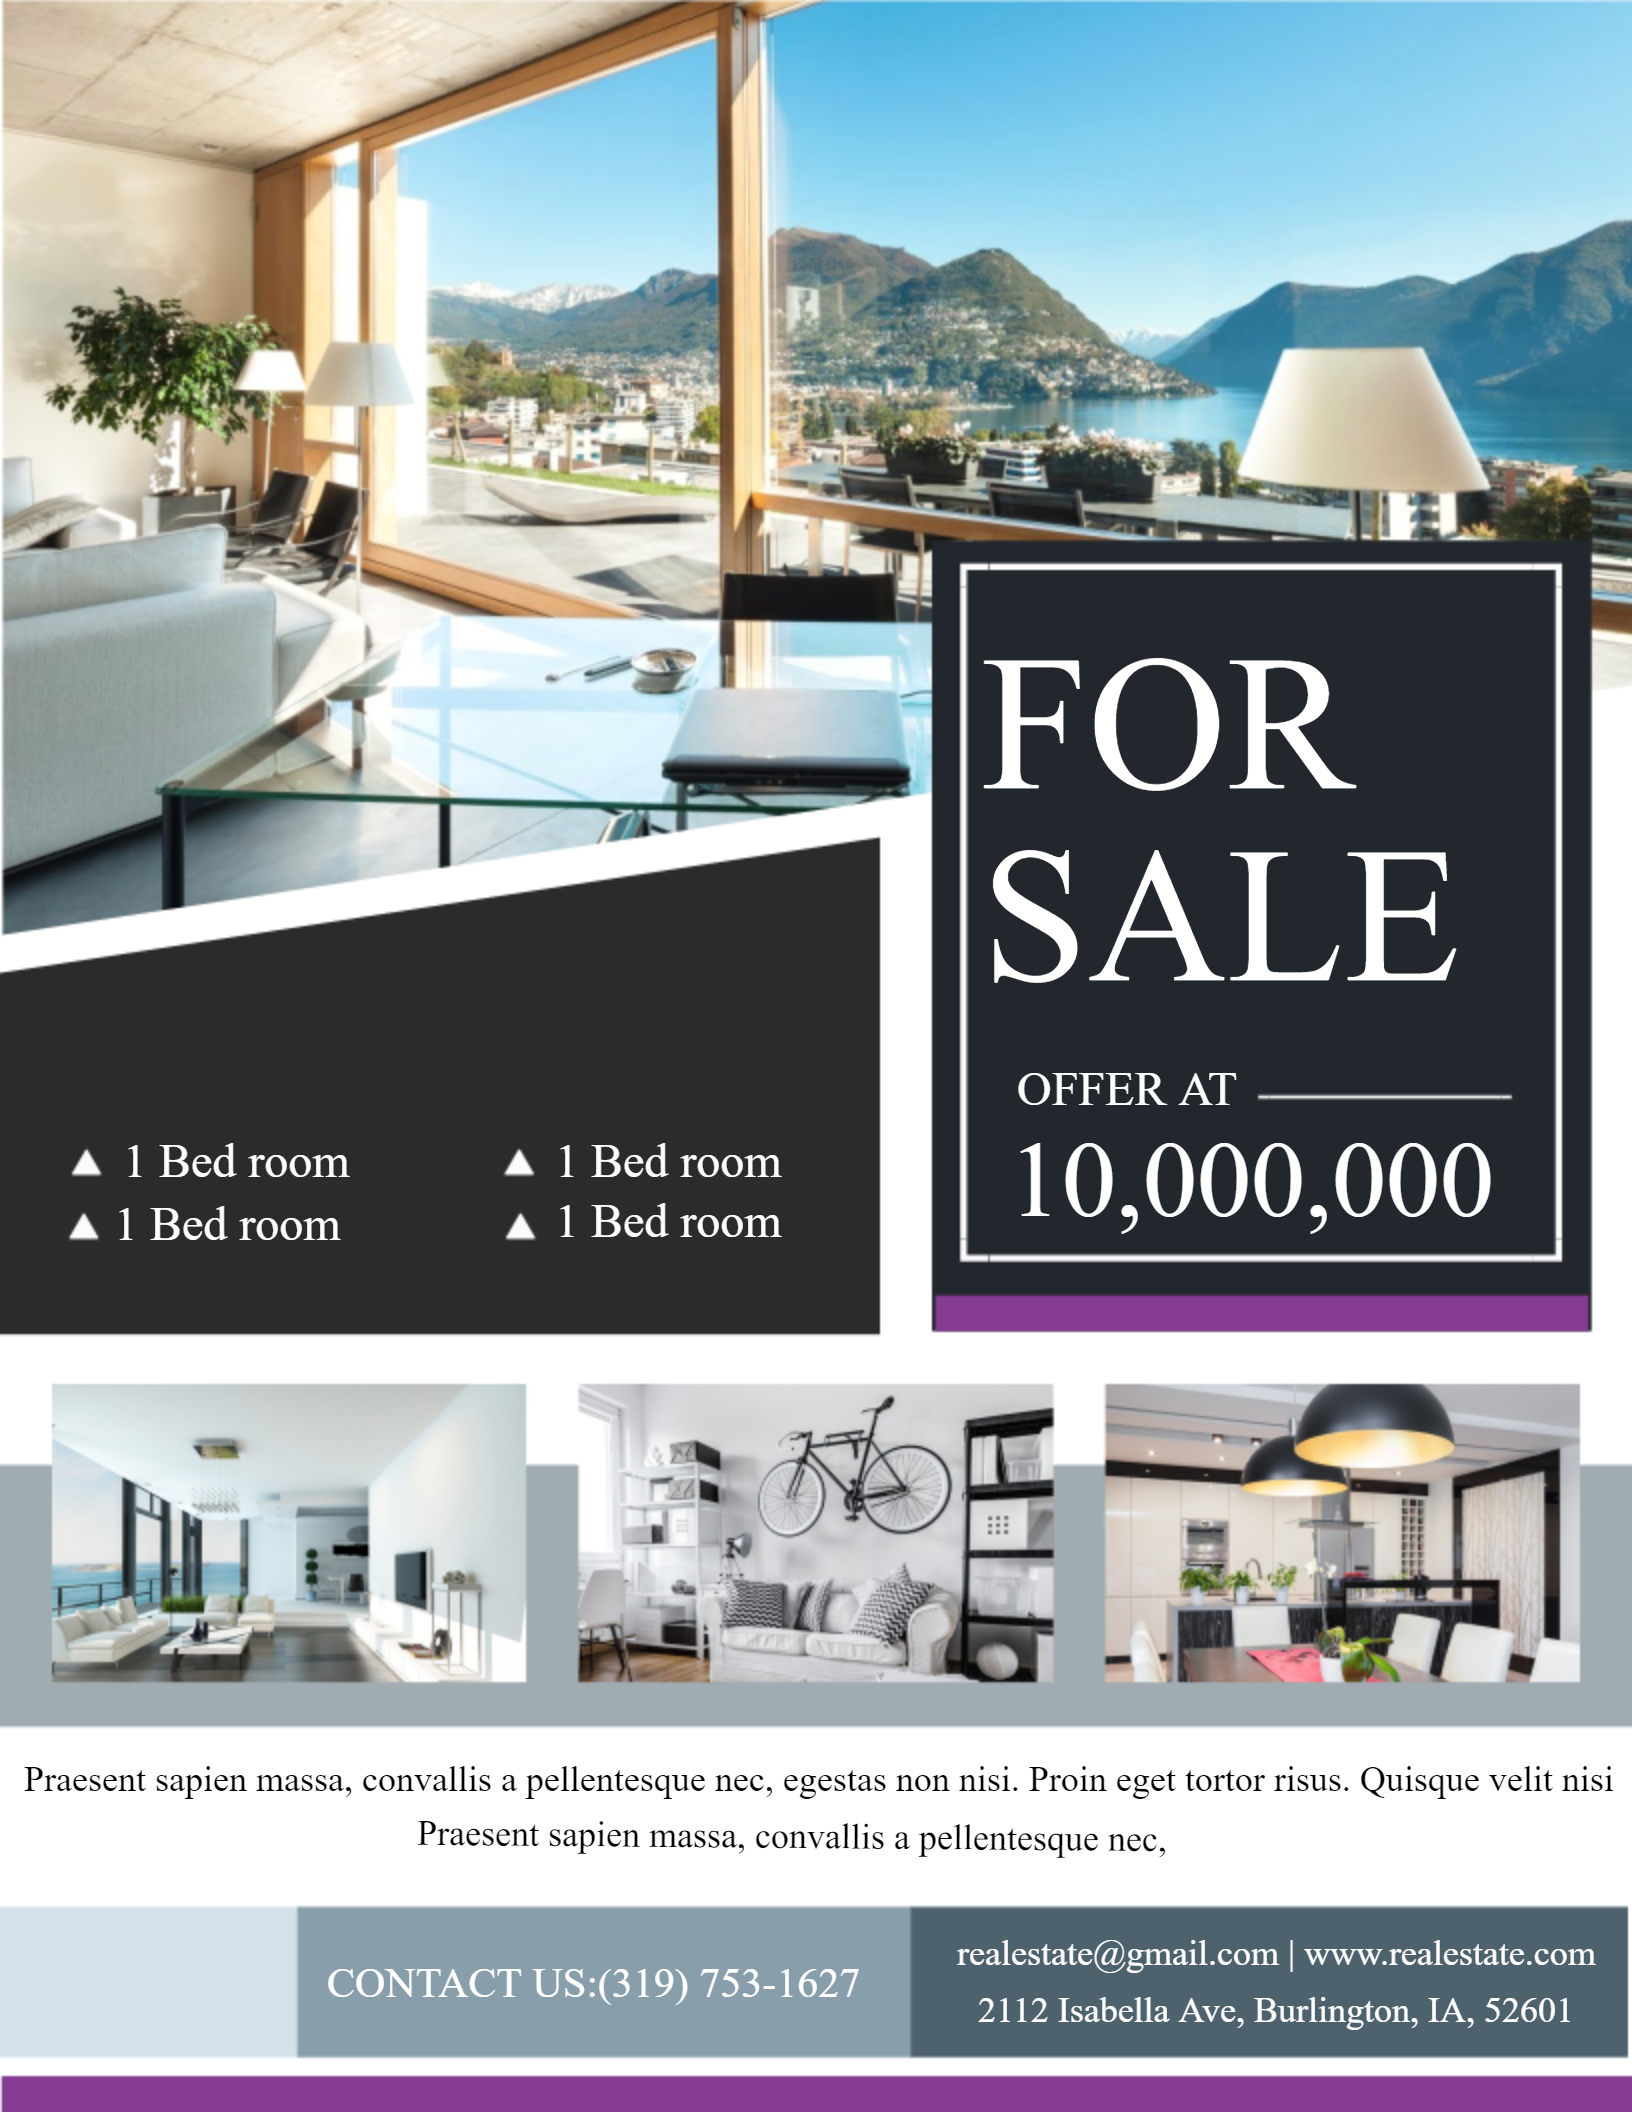 FOR
SALE
OFFER AT
10,000,000
1 Bed room
1 Bed room
1 Bed room
1 Bed room
Praesent sapien massa, convallis a pellentesque nec, egestas non nisi. Proin eget tortor risus. Quisque velit nisi
Praesent sapien massa, convallis a pellentesque nec,
CONTACT US:(319) 753-1627
realestate@gmail.com | www.realestate.com
2112 Isabella Ave, Burlington, IA, 52601